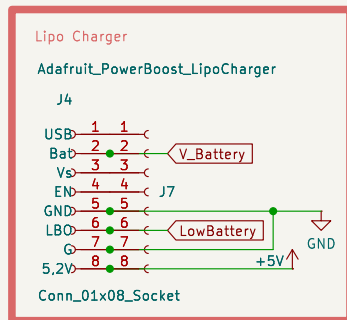 Lipo Charger
Adafruit_PowerBoost_LipoCharger
J4
USB 1 1
Bat 2 2 V_Battery
Vs 3 3
EN 4 4 J7
GND 5 5
LBO 6 6 LowBattery
GND
G 7 7
+5V
5,2V 8 8
Conn_01x08_Socket